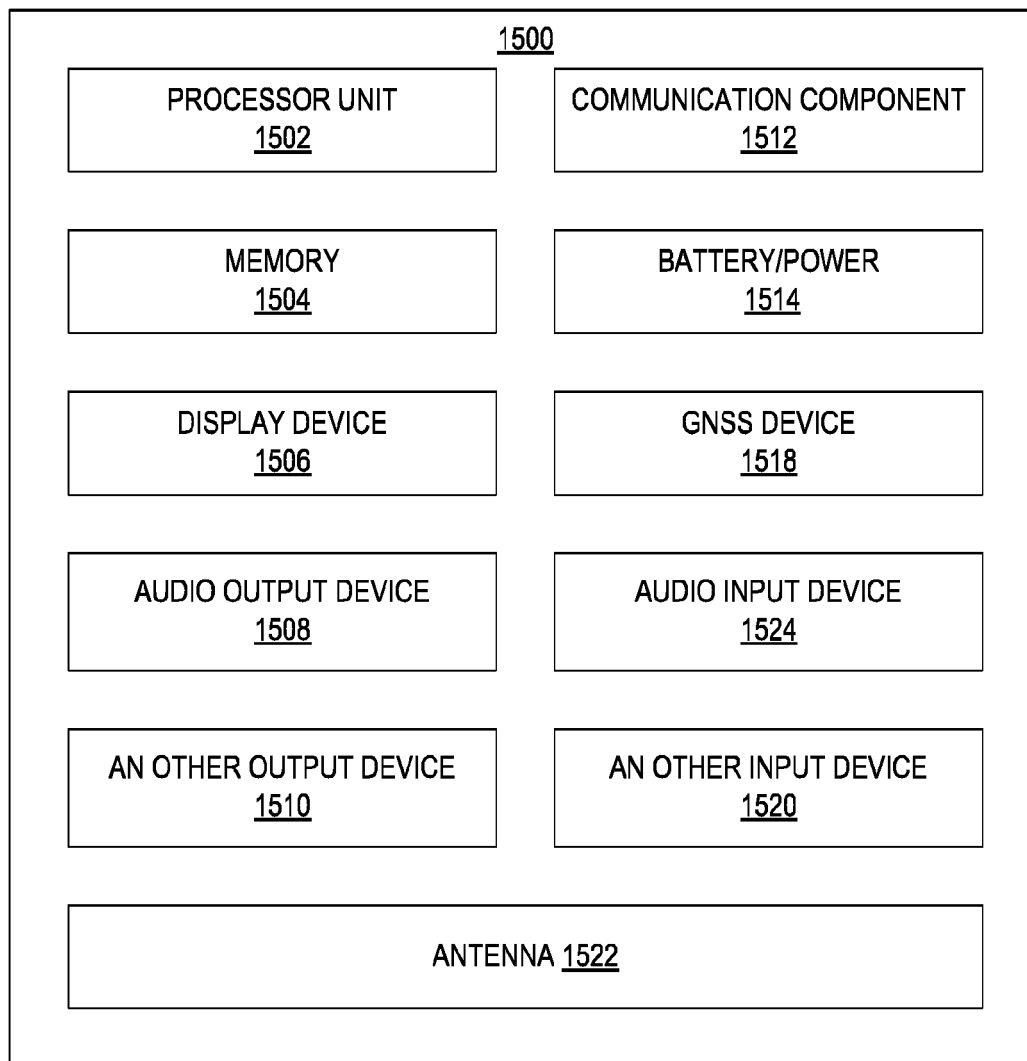 1500
PROCESSOR UNIT
1502
COMMUNICATION COMPONENT
1512
MEMORY
1504
BATTERY/POWER
1514
DISPLAY DEVICE
1506
GNSS DEVICE
1518
AUDIO OUTPUT DEVICE
1508
AUDIO INPUT DEVICE
1524
AN OTHER OUTPUT DEVICE
1510
AN OTHER INPUT DEVICE
1520
ANTENNA 1522